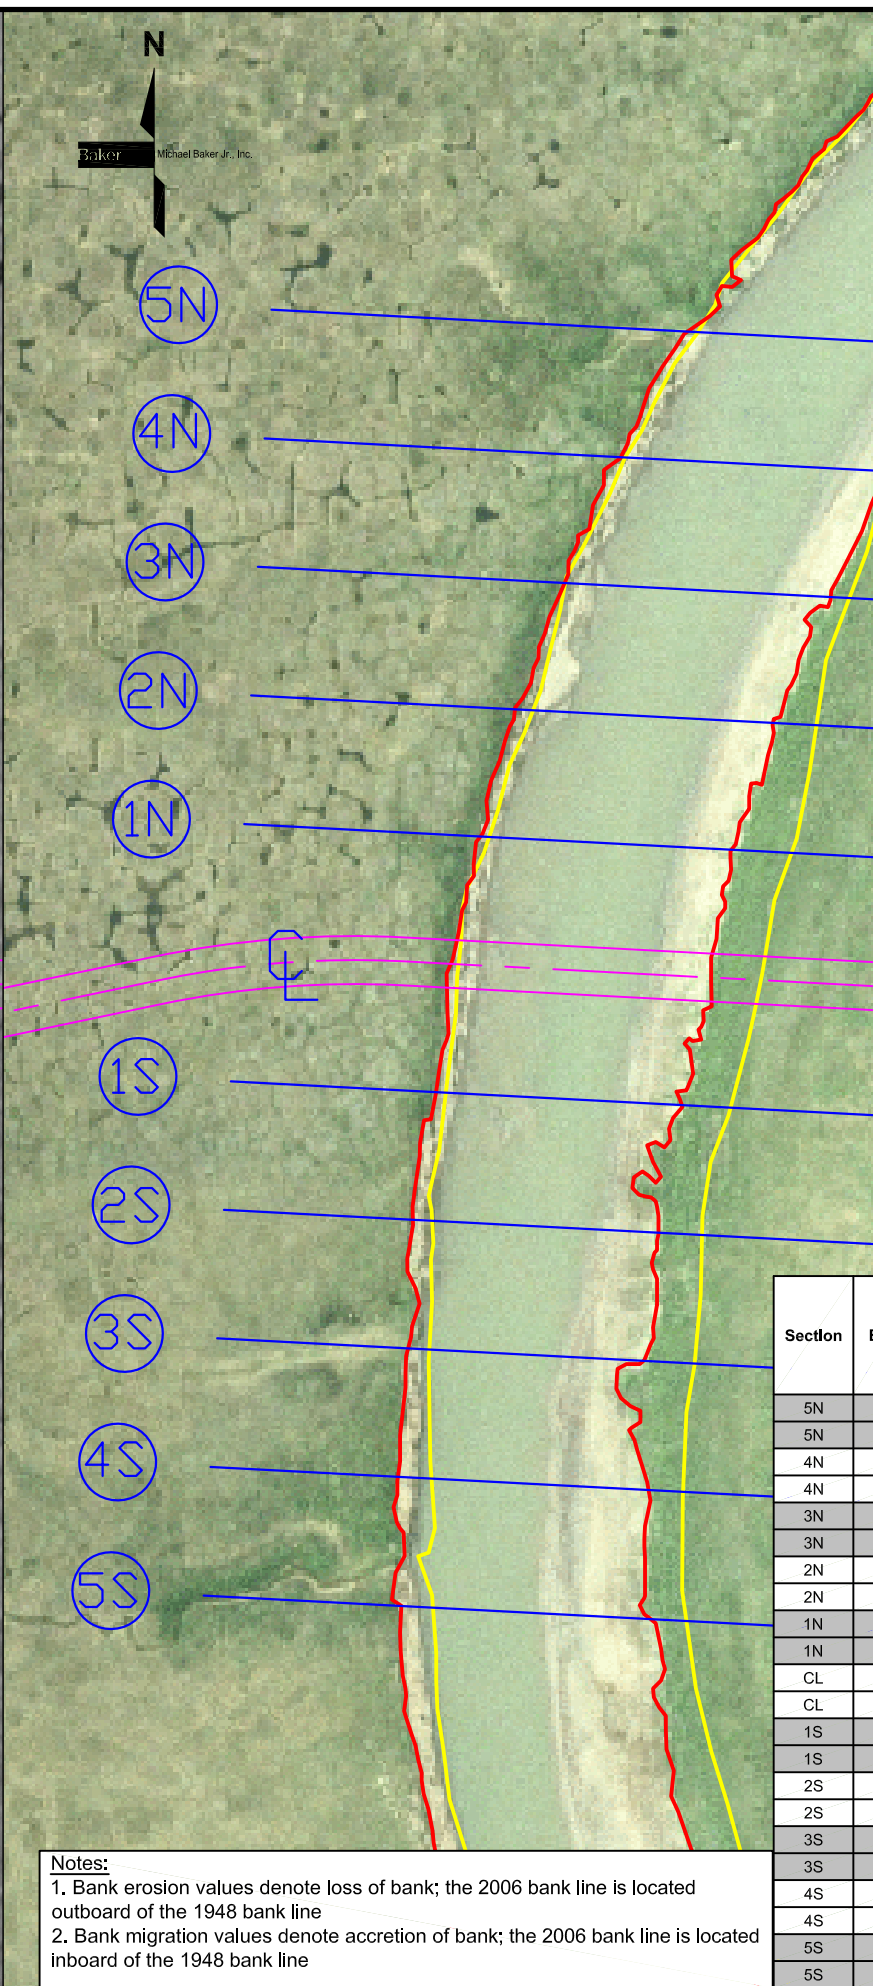 N
Baker
Michael Baker Jr., Inc.
5N
4N
3N
2N
1N
CL
1S
2S
3S
4S
5S
Section
5N
5N
4N
4N
3N
3N
2N
2N
1N
1N
CL
CL
1S
1S
2S
2S
3S
3S
4S
4S
5S
5S
Notes:
1. Bank erosion values denote loss of bank; the 2006 bank line is located
outboard of the 1948 bank line
2. Bank migration values denote accretion of bank; the 2006 bank line is located
inboard of the 1948 bank line